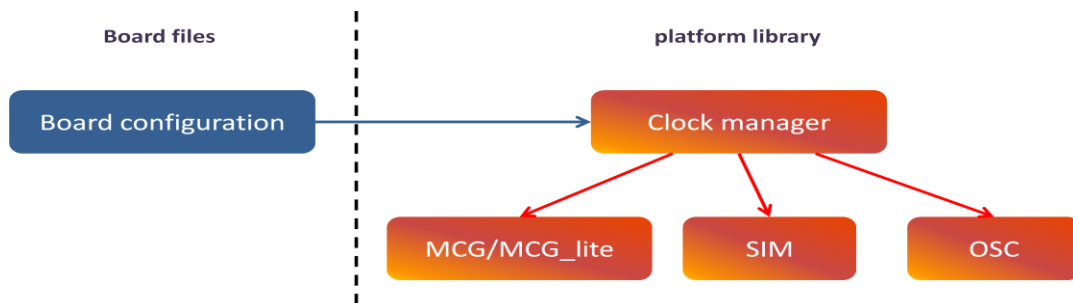 Board files
platform library
Board configuration
Clock manager
MCG/MCG_lite
SIM
OSC